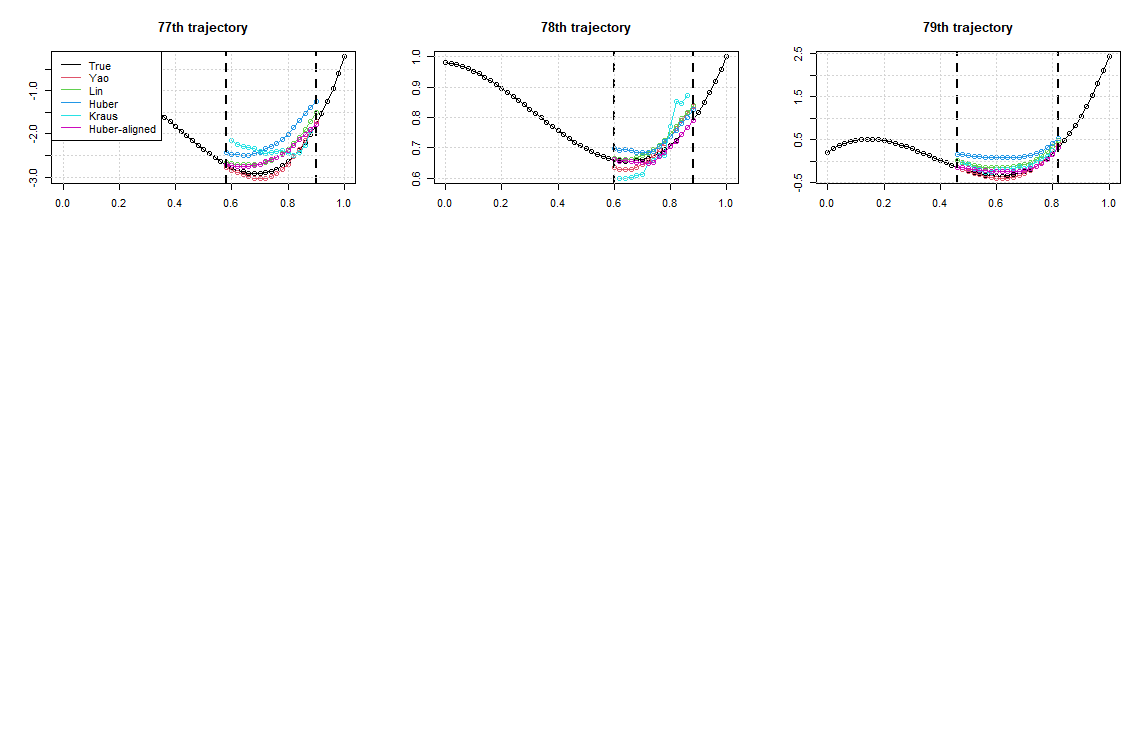 77th trajectory
78th trajectory
79th trajectory
True
Yao
Lin
Huber
Kraus
Huber-aligned
-1.0
-2.0
-3.0
0.0 0.2 0.4 0.6 0.8 1.0
1.0
0.9
0.8
0.7
0.6
0.0 0.2 0.4 0.6 0.8 1.0
2.5
1.5
0.5
-0.5
0.0 0.2 0.4 0.6 0.8 1.0